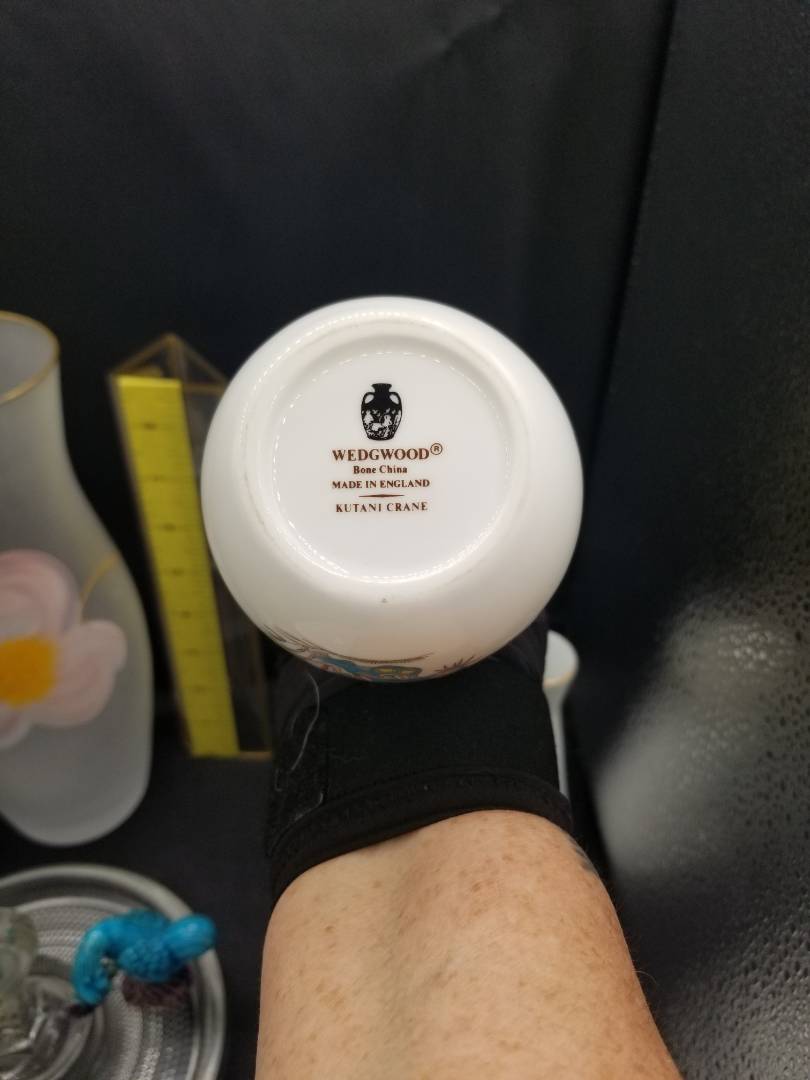 WEDGWOOD®
Bone China
MADE IN ENGLAND
KUTANI CRANE